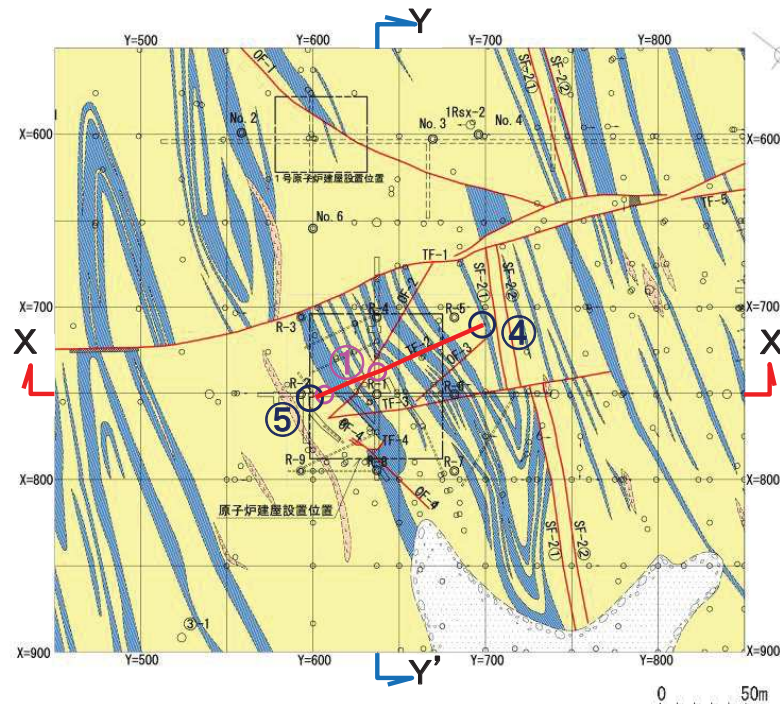 Y
Y=500
Y=600
Y=700
Y=800
OF-1
SF-2①
SF-2②
1Rsx-2
No. 2
No. 3
No. 4
X=600
X=600
1号原子炉建屋設置位置
No. 6
TF-5
TF-1
X=700
X=700
OF-2
SF-2①
SF-2②
R-3
R-4
R-5
X
X
TF-2
OF-3
④
①
R-2
R-1
R-6
⑤
TF-3
OF-4
TF-4
R-9
R-8
R-7
X=800
X=800
OF-4
原子炉建屋設置位置
SF-2①
SF-2②
③-1
X=900
X=900
Y=500
Y=600
Y=700
Y=800
Y'
0 50m